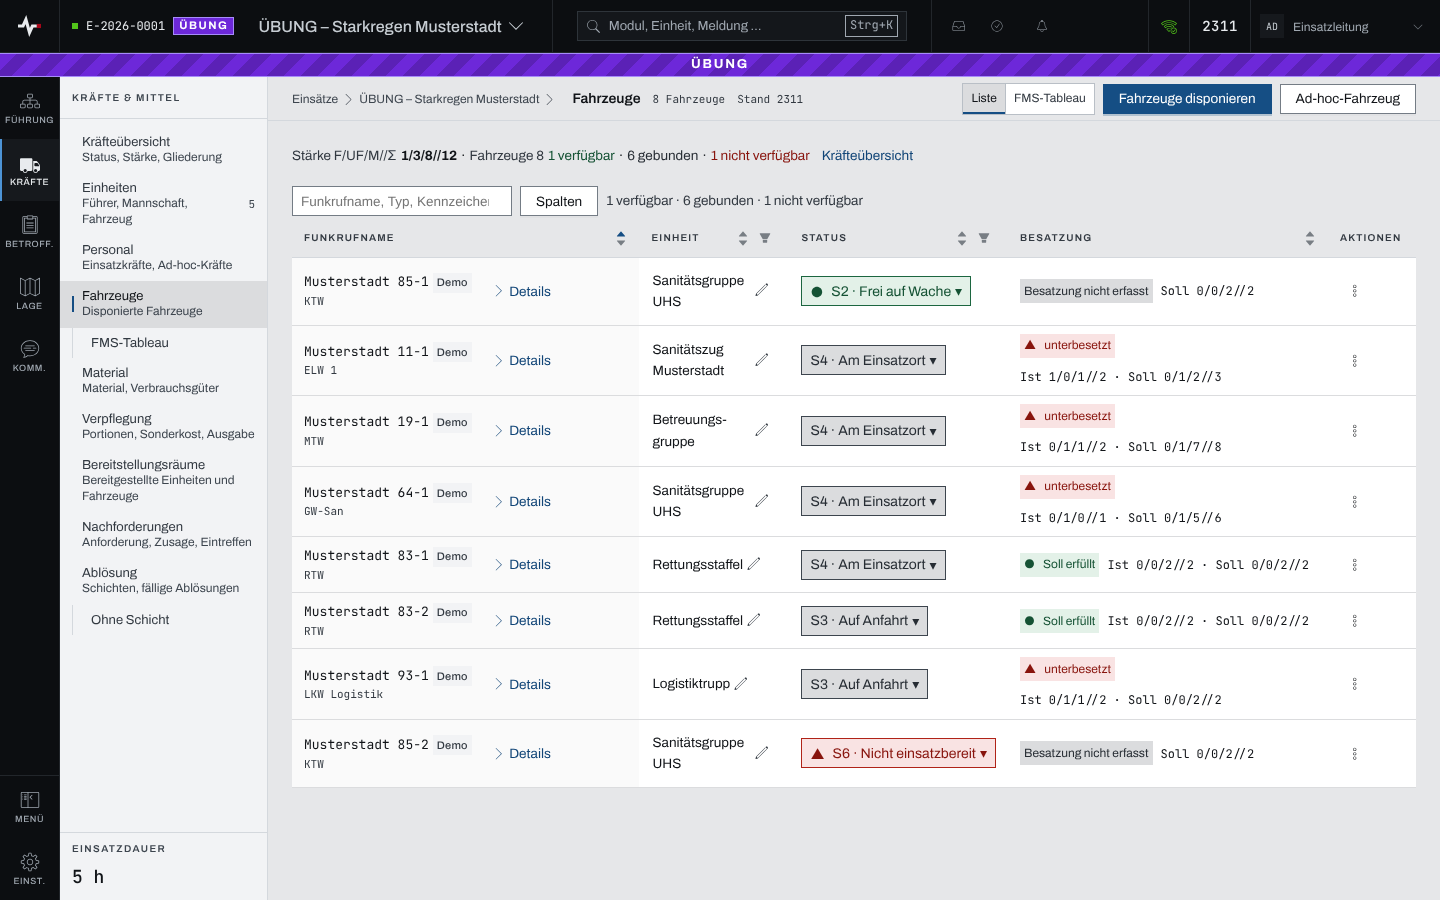 E-2026-0001 ÜBUNG ÜBUNG – Starkregen Musterstadt Modul, Einheit, Meldung ... Strg+K 2311 AD Einsatzleitung
ÜBUNG
FÜHRUNG
KRÄFTE
BETROFF.
LAGE
KOMM.
MENÜ
EINST.
KRÄFTE & MITTEL
Kräfteübersicht
Status, Stärke, Gliederung
Einheiten
Führer, Mannschaft,
Fahrzeug
5
Personal
Einsatzkräfte, Ad-hoc-Kräfte
Fahrzeuge
Disponierte Fahrzeuge
FMS-Tableau
Material
Material, Verbrauchsgüter
Verpflegung
Portionen, Sonderkost, Ausgabe
Bereitstellungsräume
Bereitgestellte Einheiten und
Fahrzeuge
Nachforderungen
Anforderung, Zusage, Eintreffen
Ablösung
Schichten, fällige Ablösungen
Ohne Schicht
EINSATZDAUER
5 h
Einsätze ÜBUNG – Starkregen Musterstadt Fahrzeuge 8 Fahrzeuge Stand 2311 Liste FMS-Tableau Fahrzeuge disponieren Ad-hoc-Fahrzeug
Stärke F/UF/M//Σ 1/3/8//12 · Fahrzeuge 8 1 verfügbar · 6 gebunden · 1 nicht verfügbar Kräfteübersicht
Funkrufname, Typ, Kennzeichen Spalten 1 verfügbar · 6 gebunden · 1 nicht verfügbar
FUNKRUFNAME EINHEIT STATUS BESATZUNG AKTIONEN
Musterstadt 85-1 Demo
KTW
Details
Sanitätsgruppe
UHS
S2 · Frei auf Wache
Besatzung nicht erfasst Soll 0/0/2//2
Musterstadt 11-1 Demo
ELW 1
Details
Sanitätszug
Musterstadt
S4 · Am Einsatzort
unterbesetzt
Ist 1/0/1//2 · Soll 0/1/2//3
Musterstadt 19-1 Demo
MTW
Details
Betreuungs-
gruppe
S4 · Am Einsatzort
unterbesetzt
Ist 0/1/1//2 · Soll 0/1/7//8
Musterstadt 64-1 Demo
GW-San
Details
Sanitätsgruppe
UHS
S4 · Am Einsatzort
unterbesetzt
Ist 0/1/0//1 · Soll 0/1/5//6
Musterstadt 83-1 Demo
RTW
Details
Rettungsstaffel
S4 · Am Einsatzort
Soll erfüllt Ist 0/0/2//2 · Soll 0/0/2//2
Musterstadt 83-2 Demo
RTW
Details
Rettungsstaffel
S3 · Auf Anfahrt
Soll erfüllt Ist 0/0/2//2 · Soll 0/0/2//2
Musterstadt 93-1 Demo
LKW Logistik
Details
Logistiktrupp
S3 · Auf Anfahrt
unterbesetzt
Ist 0/1/1//2 · Soll 0/0/2//2
Musterstadt 85-2 Demo
KTW
Details
Sanitätsgruppe
UHS
S6 · Nicht einsatzbereit
Besatzung nicht erfasst Soll 0/0/2//2